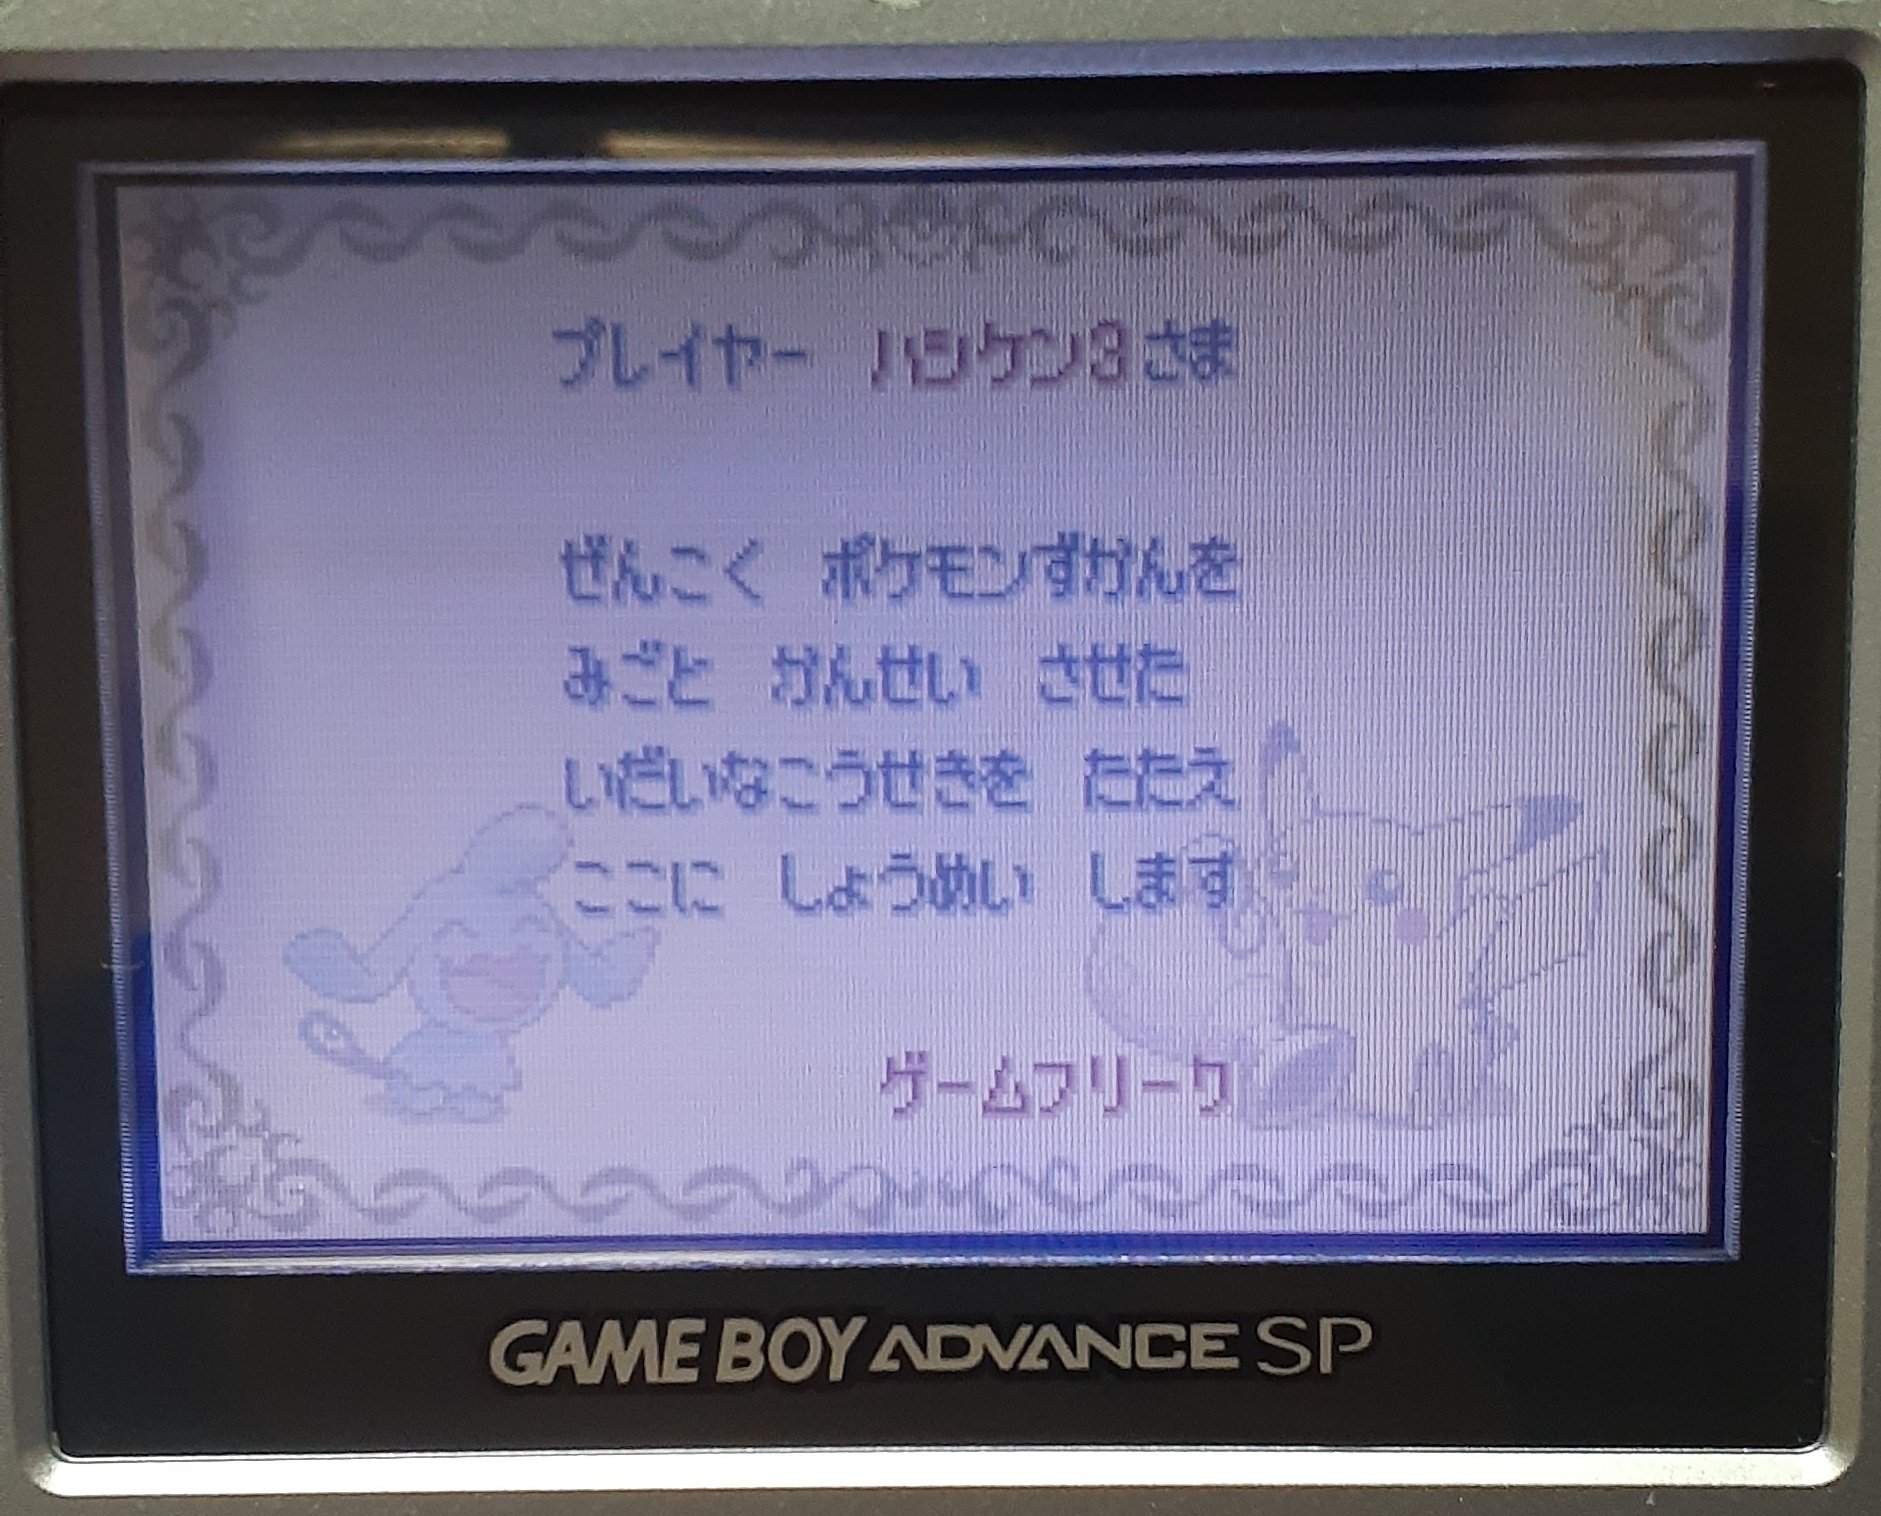 プレイヤー ハシケン3さま
ぜんこく ポケモンずかんを
みごと かんせい させた
いだいなこうせきを たたえ
ここに しょうめい します
ゲームフリーク
GAME BOY ADVANCE SP